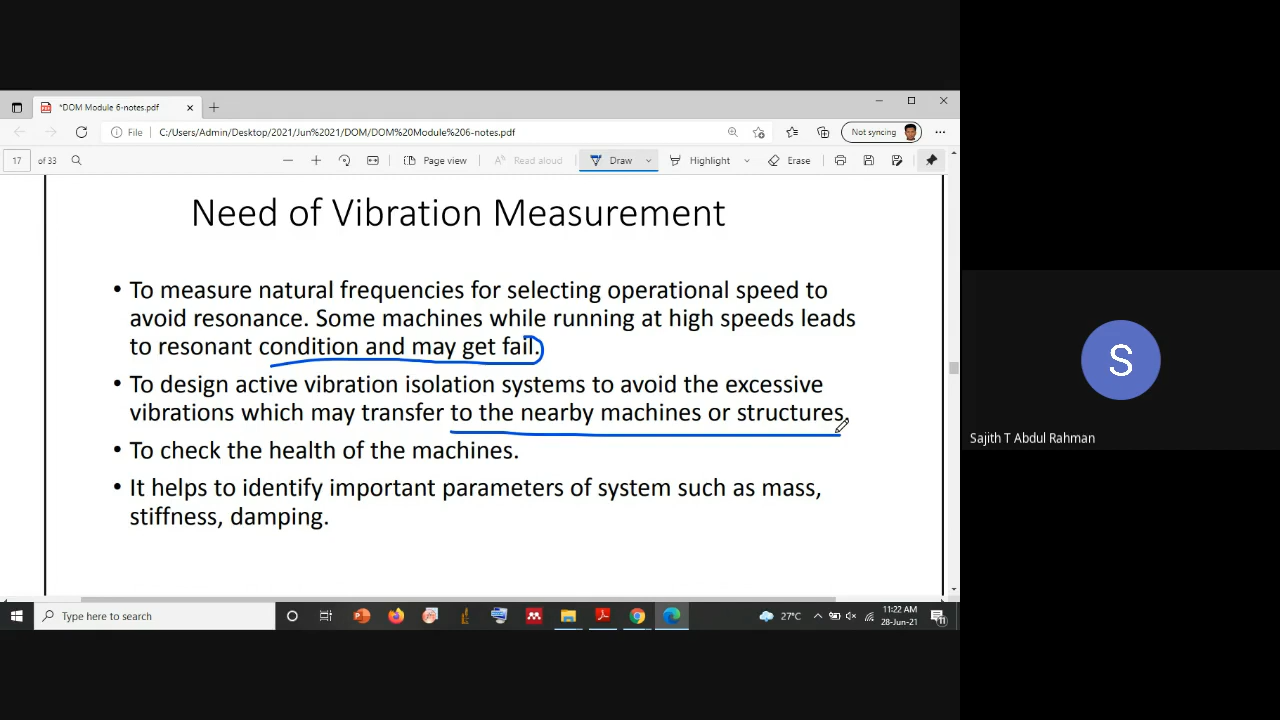 *DOM Module 6-notes.pdf
File
C:/Users/Admin/Desktop/2021/Jun%2021/DOM/DOM%20Module%206-notes.pdf
Not syncing
17 of 33
Page view
Read aloud
Draw
Highlight
Erase
Need of Vibration Measurement
• To measure natural frequencies for selecting operational speed to
avoid resonance. Some machines while running at high speeds leads
to resonant condition and may get fail.
• To design active vibration isolation systems to avoid the excessive
vibrations which may transfer to the nearby machines or structures.
• To check the health of the machines.
• It helps to identify important parameters of system such as mass,
stiffness, damping.
S
Sajith T Abdul Rahman
Type here to search
27°C
11:22 AM
28-Jun-21
11